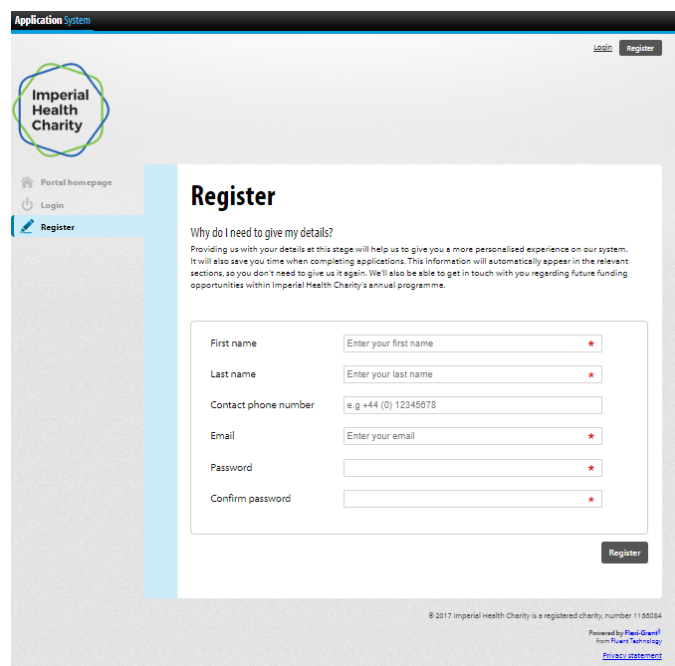 Application System
Login Register
Imperial
Health
Charity
Portal homepage
Login
Register
Register
Why do I need to give my details?
Providing us with your details at this stage will help us to give you a more personalised experience on our system.
It will also save you time when completing applications. This information will automatically appear in the relevant
sections, so you don't need to give us it again. We'll also be able to get in touch with you regarding future funding
opportunities within Imperial Health Charity's annual programme.
First name Enter your first name *
Last name Enter your last name *
Contact phone number e.g +44 (0) 12345678
Email Enter your email *
Password *
Confirm password *
Register
© 2017 Imperial Health Charity is a registered charity, number 1166084
Powered by Flexi-Grant®
from Fluent Technology
Privacy statement